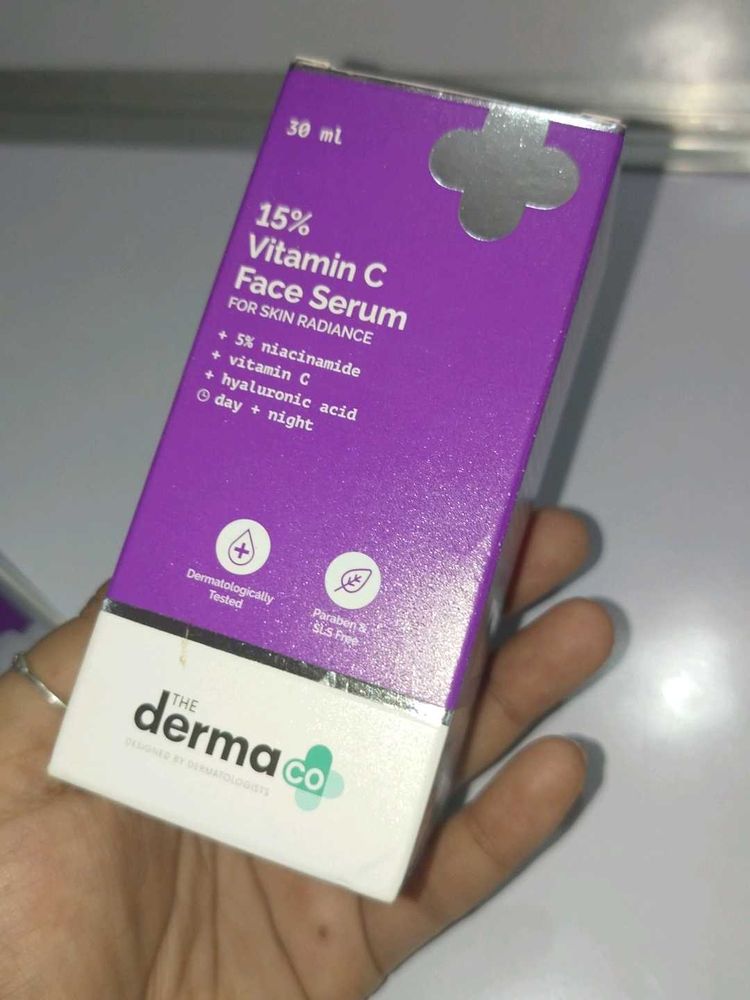 30 ml
15%
Vitamin C
Face Serum
FOR SKIN RADIANCE
+ 5% niacinamide
+ vitamin C
+ hyaluronic acid
day + night
Dermatologically
Tested
Paraben &
SLS Free
THE
derma co
DESIGNED BY DERMATOLOGISTS